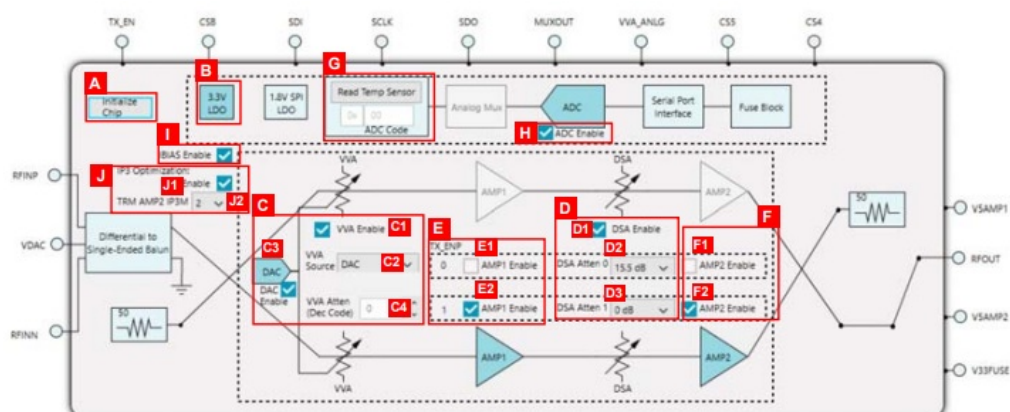 TX_EN CSB SDI SCLK SDO MUXOUT VVA_ANLG CS5 CS4
A
Initialize
Chip
B
3.3V
LDO
1.8V SPI
LDO
G
Read Temp Sensor
0x 00
ADC Code
Analog Mux
ADC
H
ADC Enable
Serial Port
Interface
Fuse Block
I
IBIAS Enable
J
IP3 Optimization:
J1
Enable
TRM AMP2 IP3M 2 J2
RFINP
VDAC
RFINN
Differential to
Single-Ended Balun
50
VVA
AMP1
DSA
AMP2
C
VVA Enable C1
C3
DAC
DAC
Enable
VVA
Source DAC C2
VVA Atten
(Dec Code) 0 C4
E
TX_ENP
E1
0 AMP1 Enable
E2
1 AMP1 Enable
D
D1 DSA Enable
D2
DSA Atten 0 15.5 dB
D3
DSA Atten 1 0 dB
F
F1
AMP2 Enable
F2
AMP2 Enable
VVA
AMP1
DSA
AMP2
50
VSAMP1
RFOUT
VSAMP2
V33FUSE